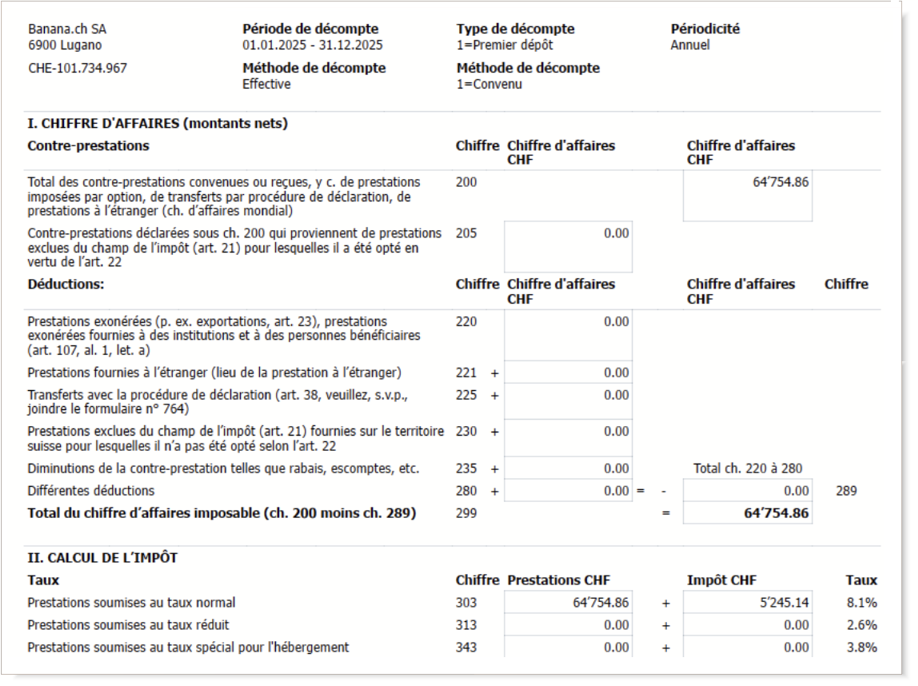 Banana.ch SA Période de décompte Type de décompte Périodicité
6900 Lugano 01.01.2025 - 31.12.2025 1=Premier dépôt Annuel
CHE-101.734.967 Méthode de décompte Méthode de décompte
Effective 1=Convenu
I. CHIFFRE D'AFFAIRES (montants nets)
Contre-prestations Chiffre Chiffre d'affaires Chiffre d'affaires
CHF CHF
Total des contre-prestations convenues ou reçues, y c. de prestations 200 64’754.86
imposées par option, de transferts par procédure de déclaration, de
prestations à l’étranger (ch. d’affaires mondial)
Contre-prestations déclarées sous ch. 200 qui proviennent de prestations 205 0.00
exclues du champ de l’impôt (art. 21) pour lesquelles il a été opté en
vertu de l’art. 22
Déductions: Chiffre Chiffre d'affaires Chiffre d'affaires Chiffre
CHF CHF
Prestations exonérées (p. ex. exportations, art. 23), prestations 220 0.00
exonérées fournies à des institutions et à des personnes bénéficiaires
(art. 107, al. 1, let. a)
Prestations fournies à l’étranger (lieu de la prestation à l’étranger) 221 + 0.00
Transferts avec la procédure de déclaration (art. 38, veuillez, s.v.p., 225 + 0.00
joindre le formulaire n° 764)
Prestations exclues du champ de l’impôt (art. 21) fournies sur le territoire 230 + 0.00
suisse pour lesquelles il n’a pas été opté selon l’art. 22
Diminutions de la contre-prestation telles que rabais, escomptes, etc. 235 + 0.00 Total ch. 220 à 280
Différentes déductions 280 + 0.00 = - 0.00 289
Total du chiffre d’affaires imposable (ch. 200 moins ch. 289) 299 = 64’754.86
II. CALCUL DE L’IMPÔT
Taux Chiffre Prestations CHF Impôt CHF Taux
Prestations soumises au taux normal 303 64’754.86 + 5’245.14 8.1%
Prestations soumises au taux réduit 313 0.00 + 0.00 2.6%
Prestations soumises au taux spécial pour l'hébergement 343 0.00 + 0.00 3.8%